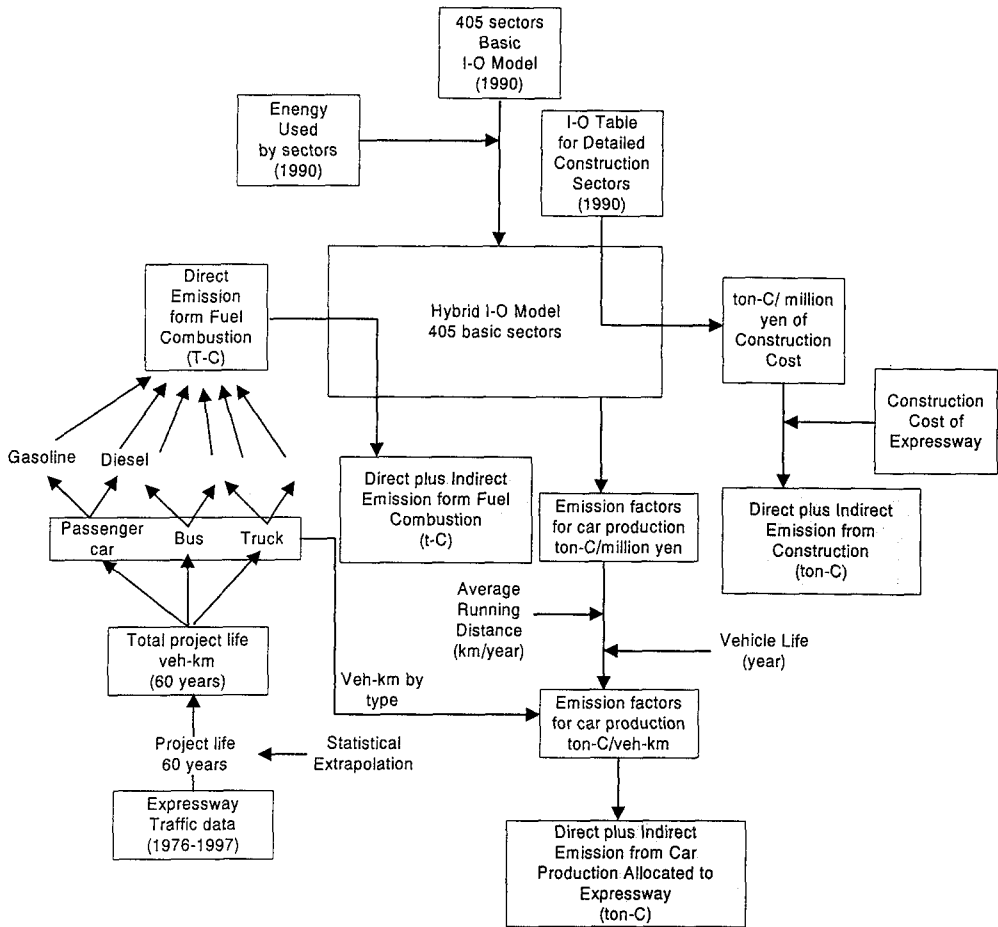 405 sectors
Basic
I-O Model
(1990)
Energy
Used
by sectors
(1990)
I-O Table
for Detailed
Construction
Sectors
(1990)
Direct
Emission
form Fuel
Combustion
(T-C)
Hybrid I-O Model
405 basic sectors
ton-C/ million
yen of
Construction
Cost
Construction
Cost of
Expressway
Gasoline
Diesel
Direct plus Indirect
Emission form Fuel
Combustion
(t-C)
Emission factors
for car production
ton-C/million yen
Direct plus Indirect
Emission from
Construction
(ton-C)
Passenger
car
Bus
Truck
Average
Running
Distance
(km/year)
Vehicle Life
(year)
Total project life
veh-km
(60 years)
Veh-km by
type
Emission factors
for car production
ton-C/veh-km
Project life
60 years
Statistical
Extrapolation
Expressway
Traffic data
(1976-1997)
Direct plus Indirect
Emission from Car
Production Allocated to
Expressway
(ton-C)